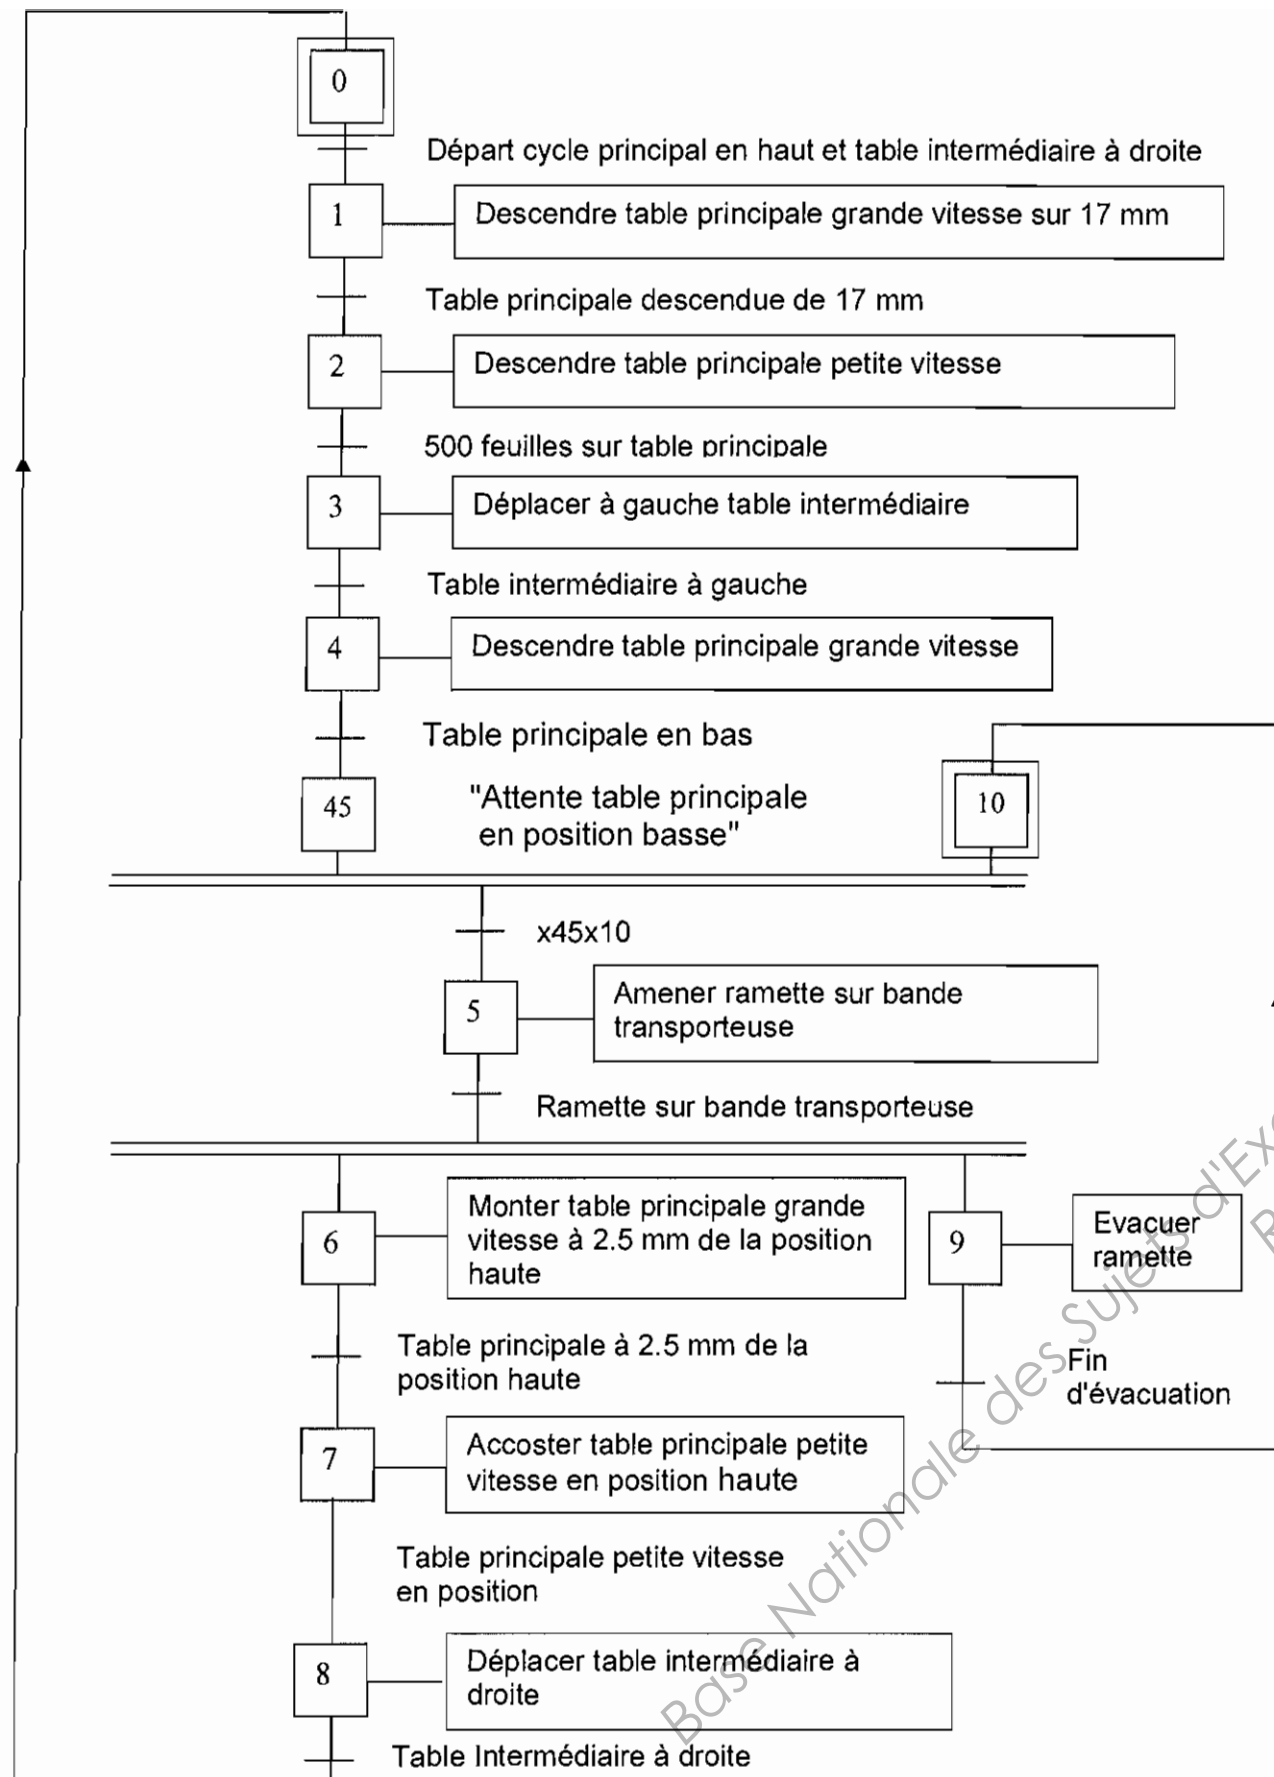 0
Départ cycle principal en haut et table intermédiaire à droite
1
Descendre table principale grande vitesse sur 17 mm
Table principale descendue de 17 mm
2
Descendre table principale petite vitesse
500 feuilles sur table principale
3
Déplacer à gauche table intermédiaire
Table intermédiaire à gauche
4
Descendre table principale grande vitesse
Table principale en bas
45
"Attente table principale
en position basse"
10
x45x10
5
Amener ramette sur bande
transporteuse
Ramette sur bande transporteuse
6
Monter table principale grande
vitesse à 2.5 mm de la position
haute
9
Evacuer
ramette
Table principale à 2.5 mm de la
position haute
Fin
d'évacuation
7
Accoster table principale petite
vitesse en position haute
Table principale petite vitesse
en position
8
Déplacer table intermédiaire à
droite
Table Intermédiaire à droite
Base Nationale des Sujets